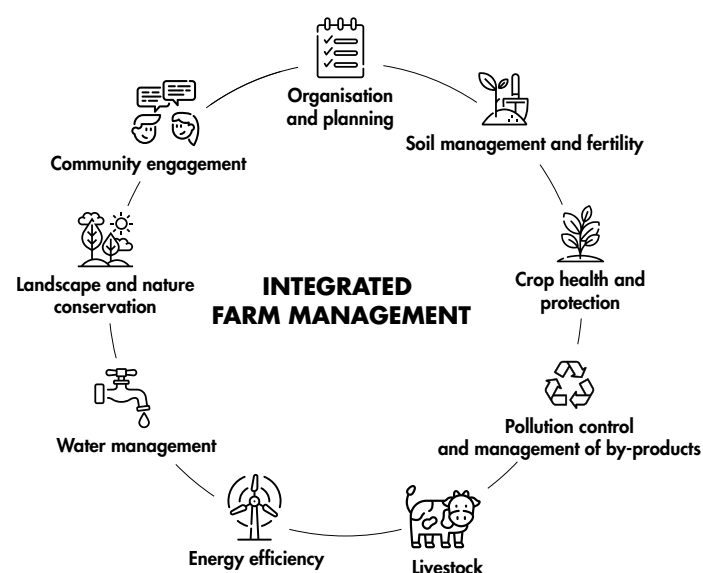 Organisation
and planning
Soil management and fertility
Crop health and
protection
Pollution control
and management of by-products
Livestock
Energy efficiency
Water management
Landscape and nature
conservation
Community engagement
INTEGRATED
FARM MANAGEMENT